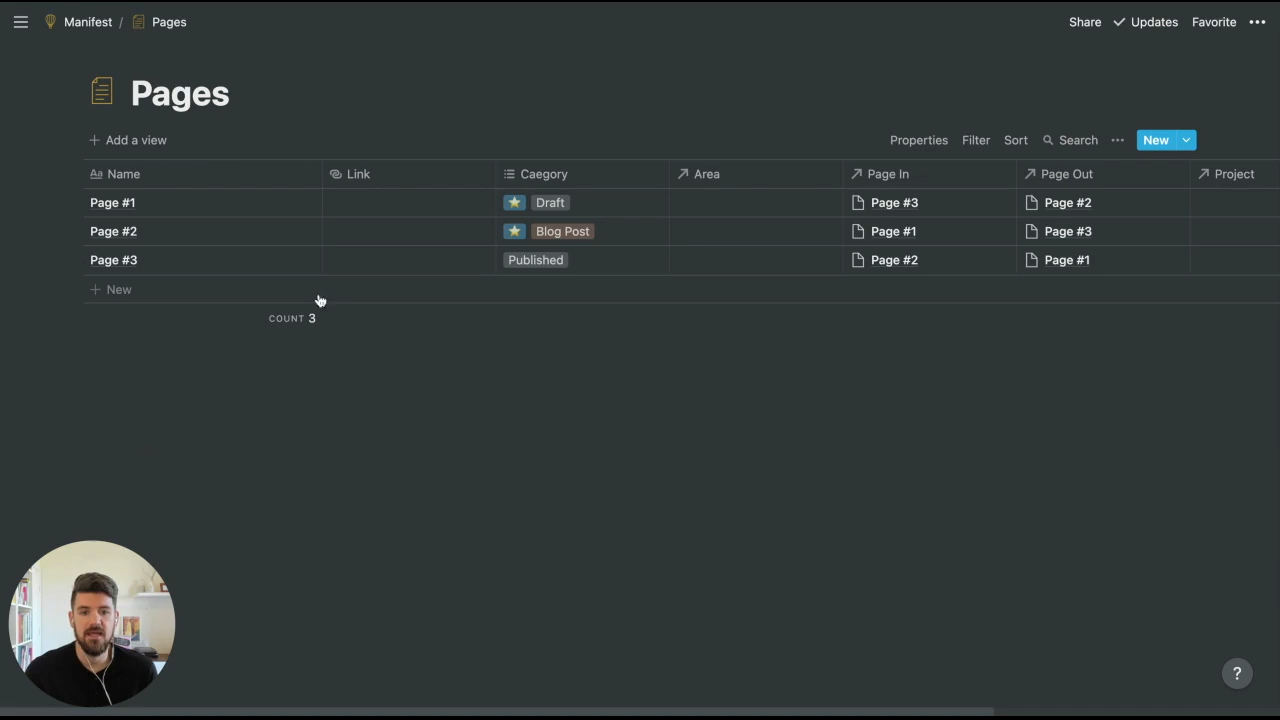 Manifest / Pages Share Updates Favorite •••
Pages
Add a view Properties Filter Sort Search ••• New
Aa Name Link Caegory Area Page In Page Out Project
Page #1 Draft Page #3 Page #2
Page #2 Blog Post Page #1 Page #3
Page #3 Published Page #2 Page #1
+ New
COUNT 3
?